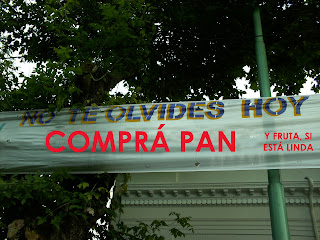 NO TE OLVIDES HOY
COMPRÁ PAN
Y FRUTA, SI
ESTÁ LINDA